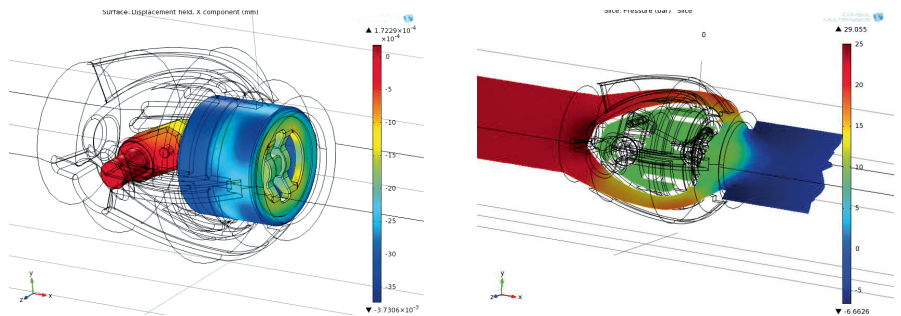 Surface: Displacement field, X component (mm)
▲ 1.7229×10⁻⁴
×10⁻⁴
0
-5
-10
-15
-20
-25
-30
-35
▼ -3.7306×10⁻³
y
z
x
Slice: Pressure (bar) Slice
COMSOL
MULTIPHYSICS
0
▲ 29.055
25
20
15
10
5
0
-5
▼ -6.6626
y
z
x